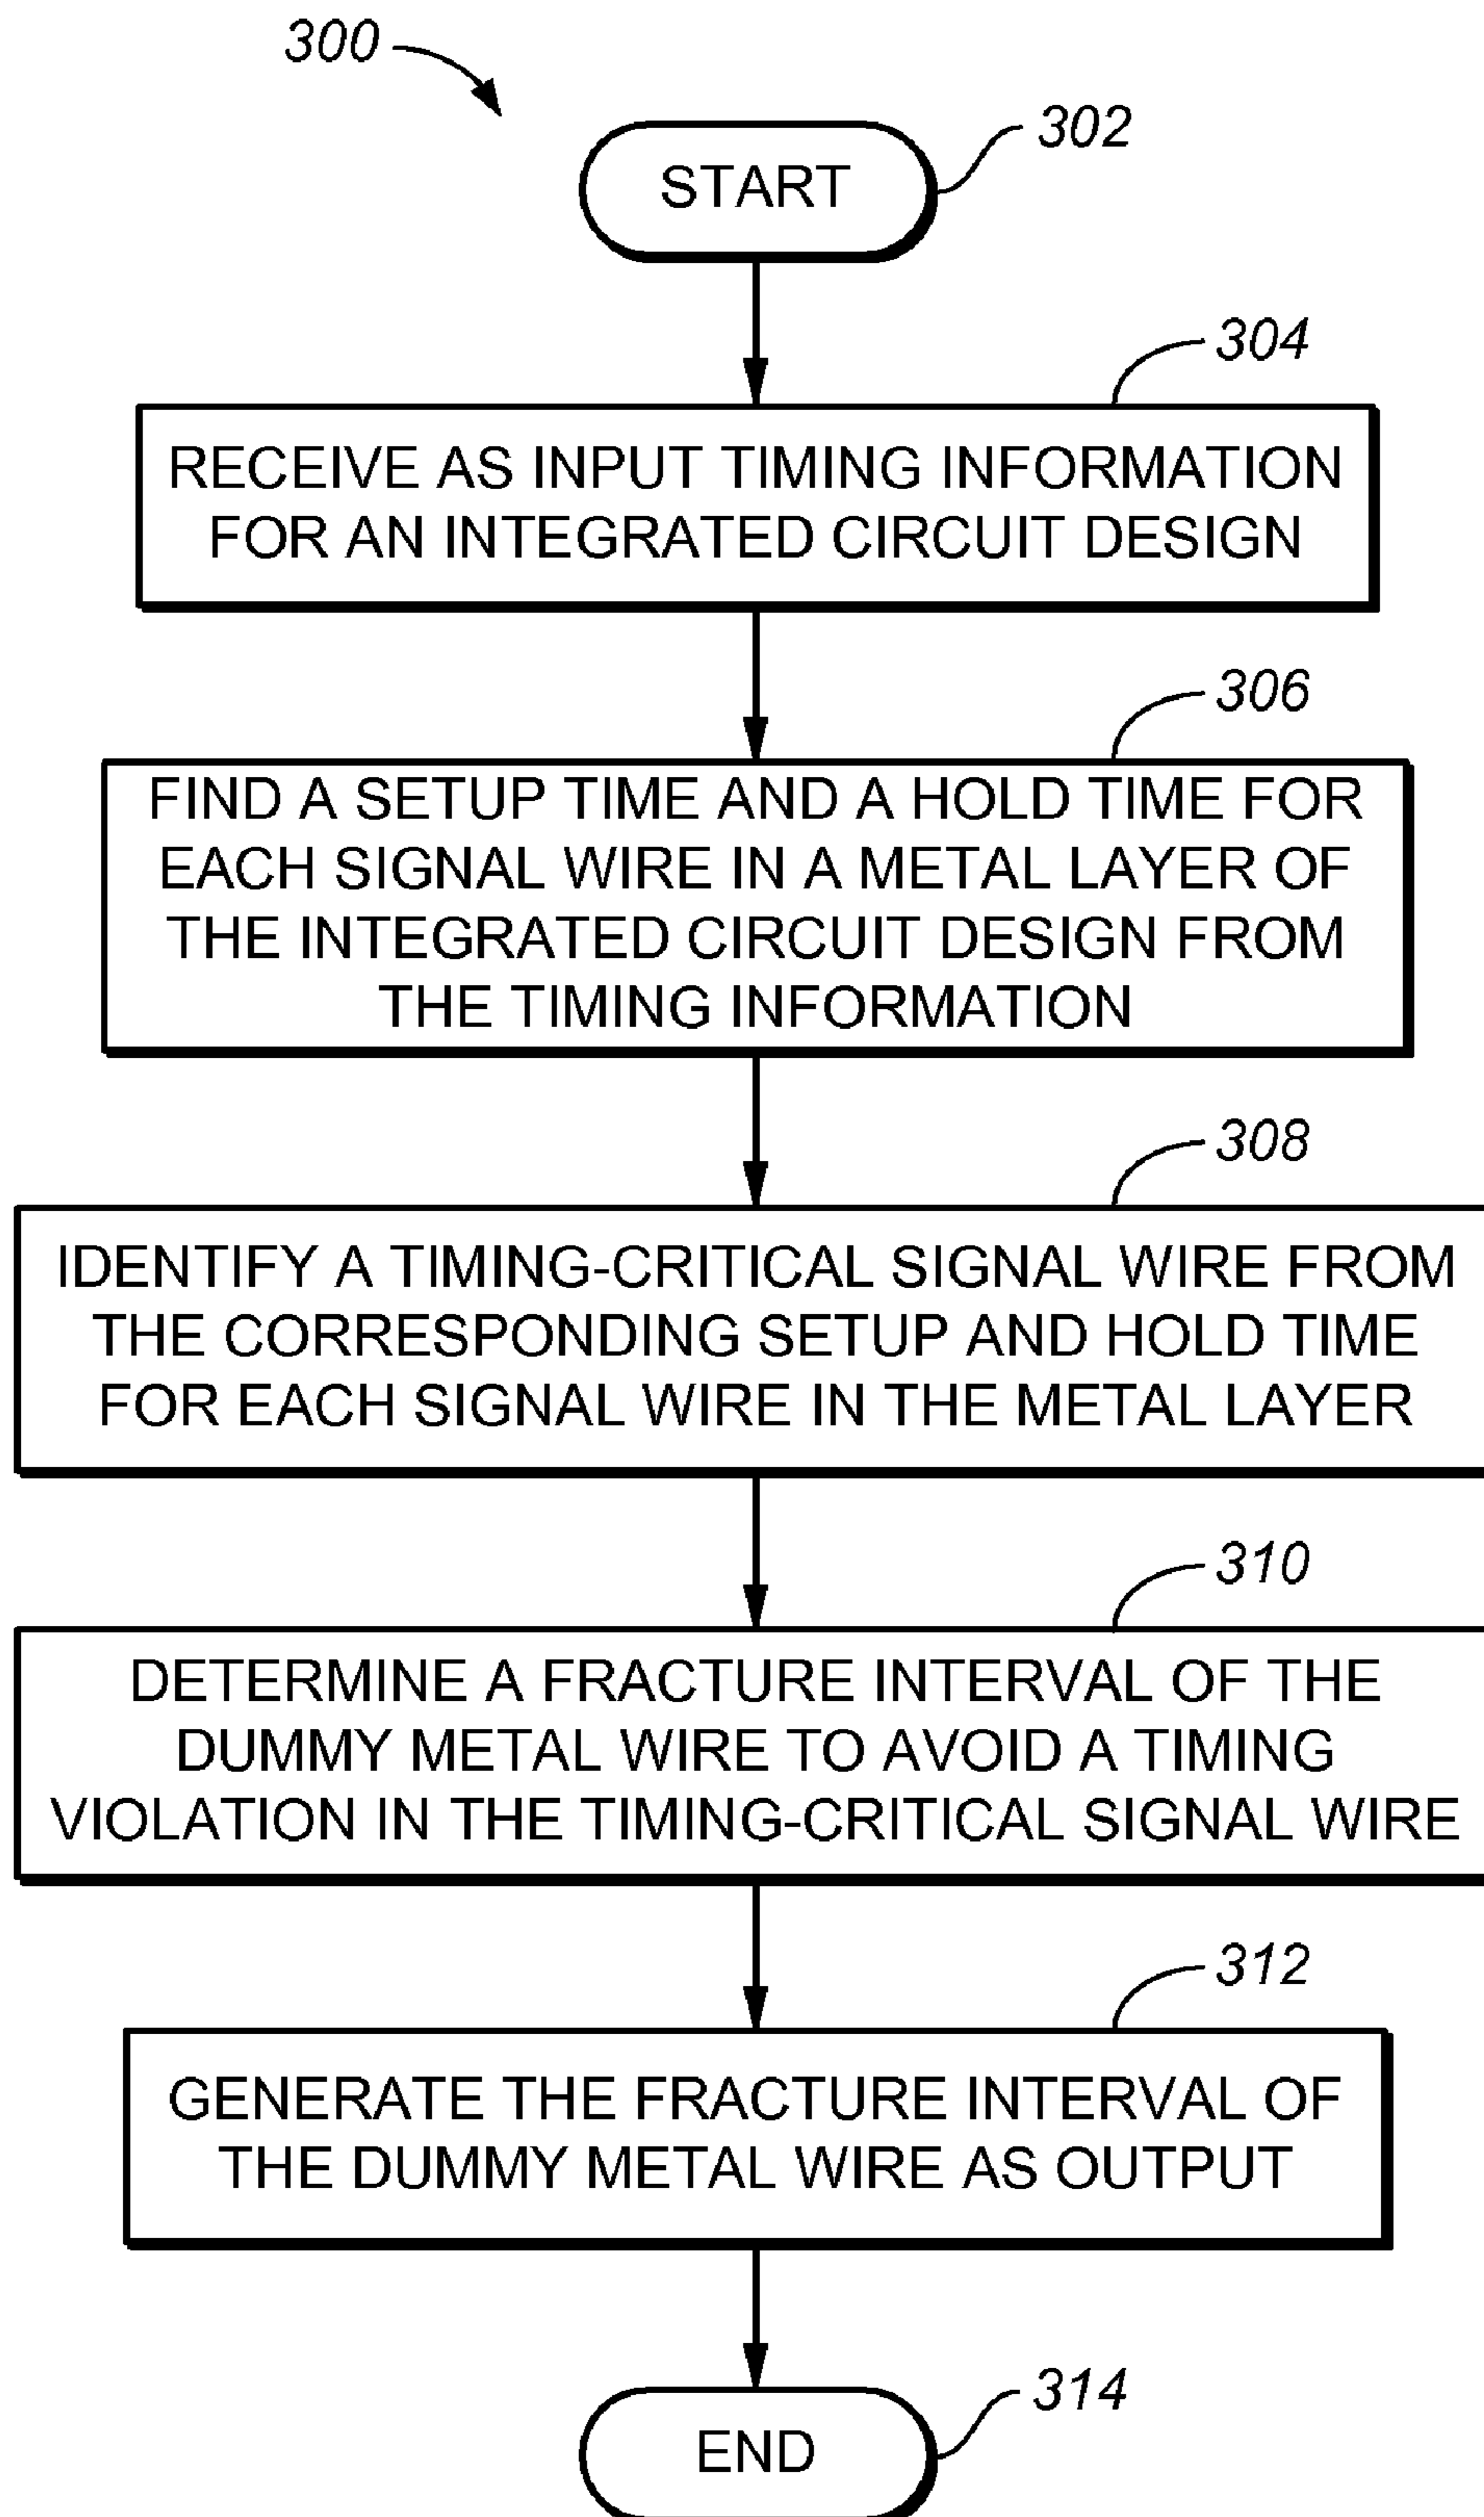 300
302
START
304
RECEIVE AS INPUT TIMING INFORMATION
FOR AN INTEGRATED CIRCUIT DESIGN
306
FIND A SETUP TIME AND A HOLD TIME FOR
EACH SIGNAL WIRE IN A METAL LAYER OF
THE INTEGRATED CIRCUIT DESIGN FROM
THE TIMING INFORMATION
308
IDENTIFY A TIMING-CRITICAL SIGNAL WIRE FROM
THE CORRESPONDING SETUP AND HOLD TIME
FOR EACH SIGNAL WIRE IN THE METAL LAYER
310
DETERMINE A FRACTURE INTERVAL OF THE
DUMMY METAL WIRE TO AVOID A TIMING
VIOLATION IN THE TIMING-CRITICAL SIGNAL WIRE
312
GENERATE THE FRACTURE INTERVAL OF
THE DUMMY METAL WIRE AS OUTPUT
314
END